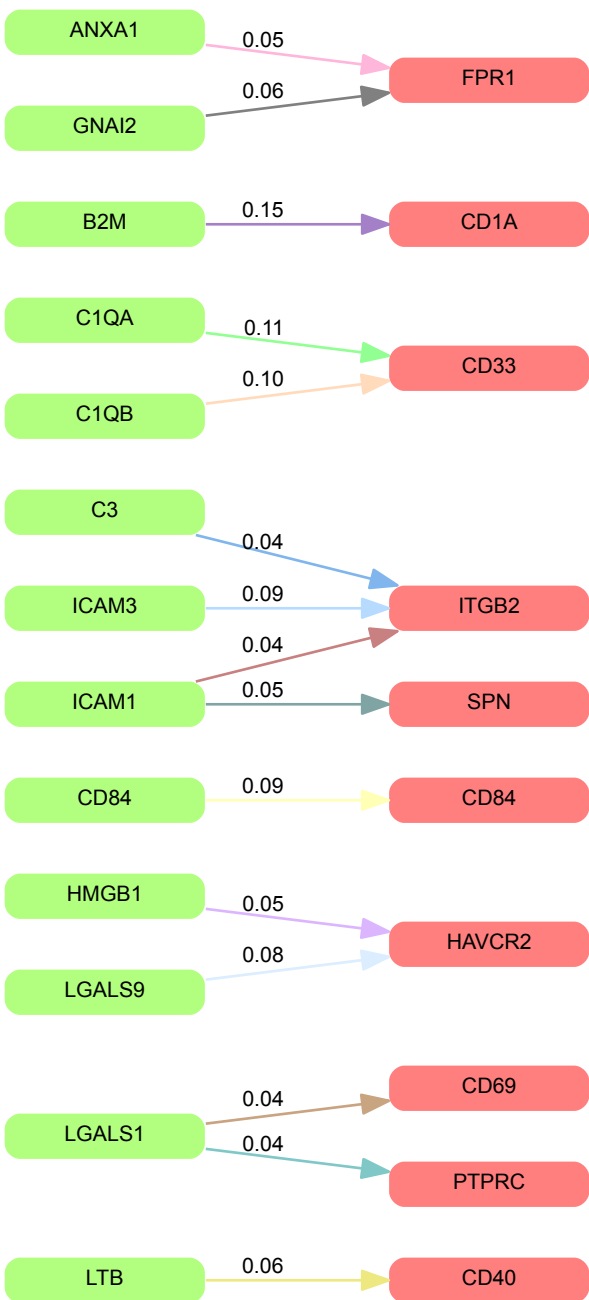 ANXA1 0.05 FPR1
GNAI2 0.06
B2M 0.15 CD1A
C1QA 0.11 CD33
C1QB 0.10
C3 0.04
ICAM3 0.09 ITGB2
0.04
ICAM1 0.05 SPN
CD84 0.09 CD84
HMGB1 0.05 HAVCR2
LGALS9 0.08
LGALS1 0.04 CD69
0.04 PTPRC
LTB 0.06 CD40